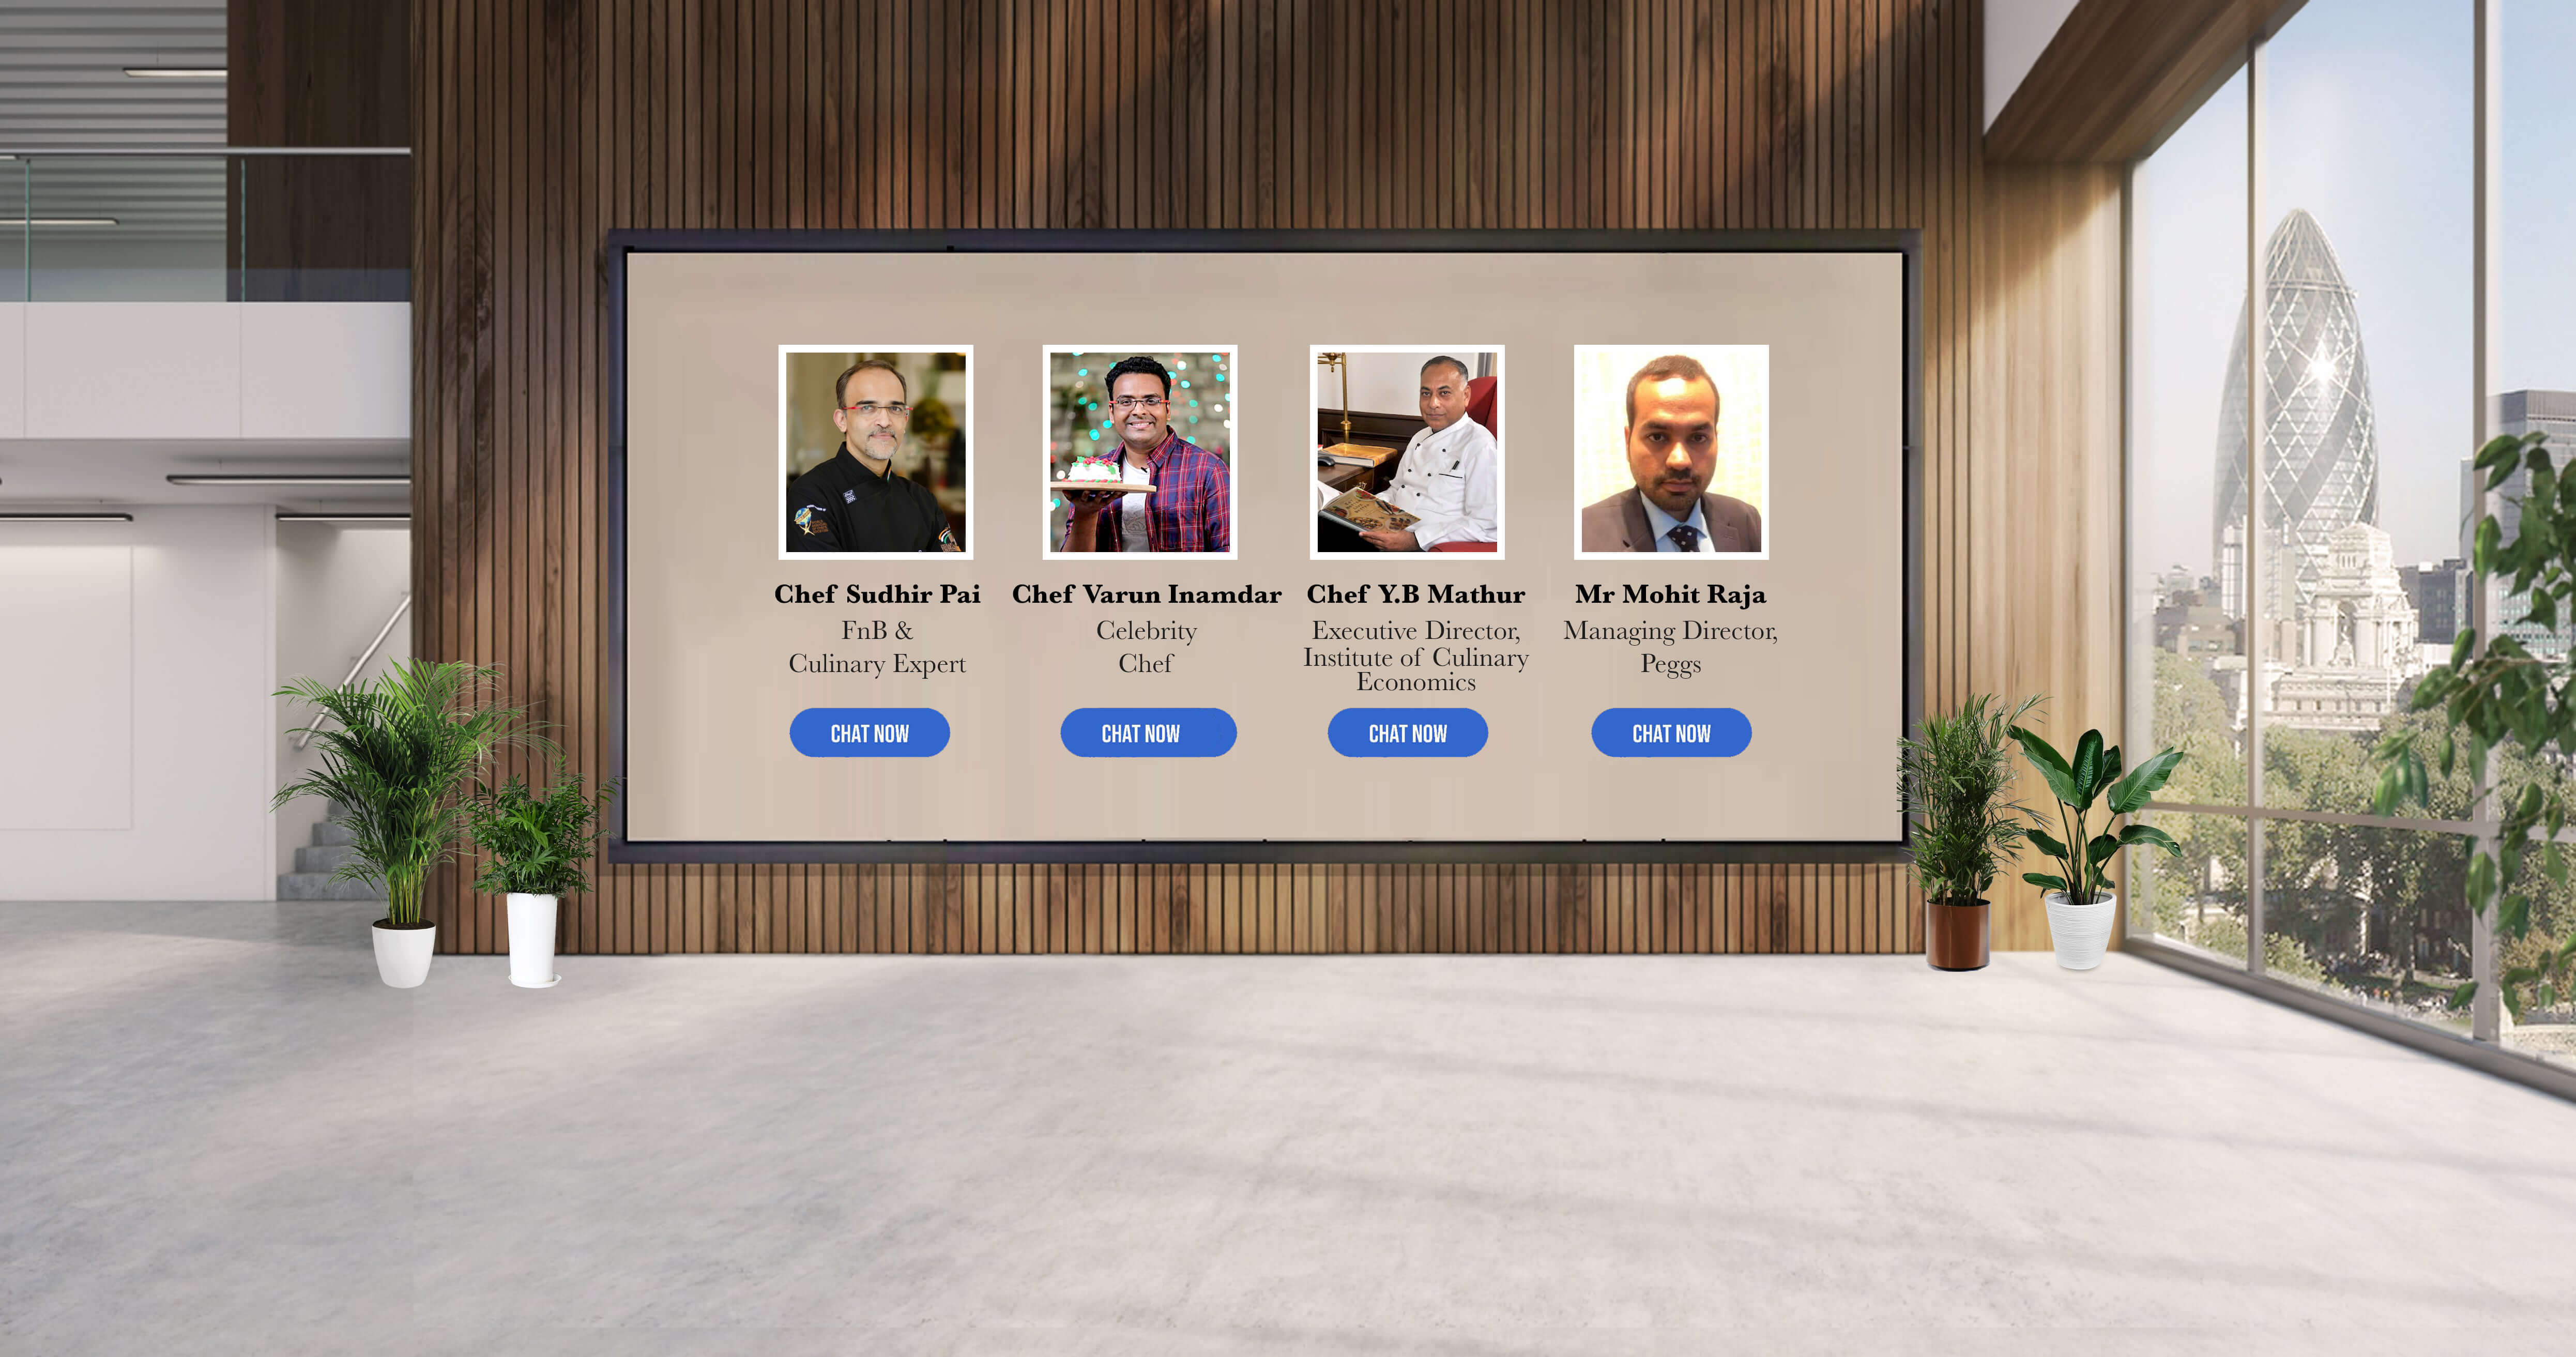 Chef Sudhir Pai
FnB &
Culinary Expert
CHAT NOW
Chef Varun Inamdar
Celebrity
Chef
CHAT NOW
Chef Y.B Mathur
Executive Director,
Institute of Culinary
Economics
CHAT NOW
Mr Mohit Raja
Managing Director,
Peggs
CHAT NOW